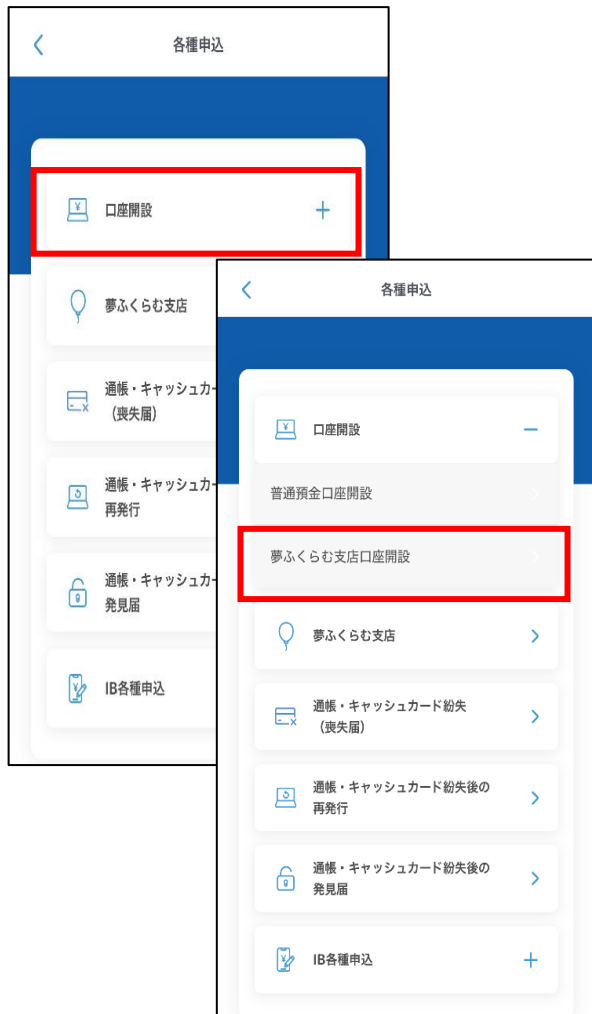 各種申込
口座開設
夢ふくらむ支店
通帳・キャッシュカー
（喪失届）
通帳・キャッシュカー
再発行
通帳・キャッシュカー
発見届
IB各種申込
各種申込
口座開設
普通預金口座開設
夢ふくらむ支店口座開設
夢ふくらむ支店
通帳・キャッシュカード紛失
（喪失届）
通帳・キャッシュカード紛失後の
再発行
通帳・キャッシュカード紛失後の
発見届
IB各種申込